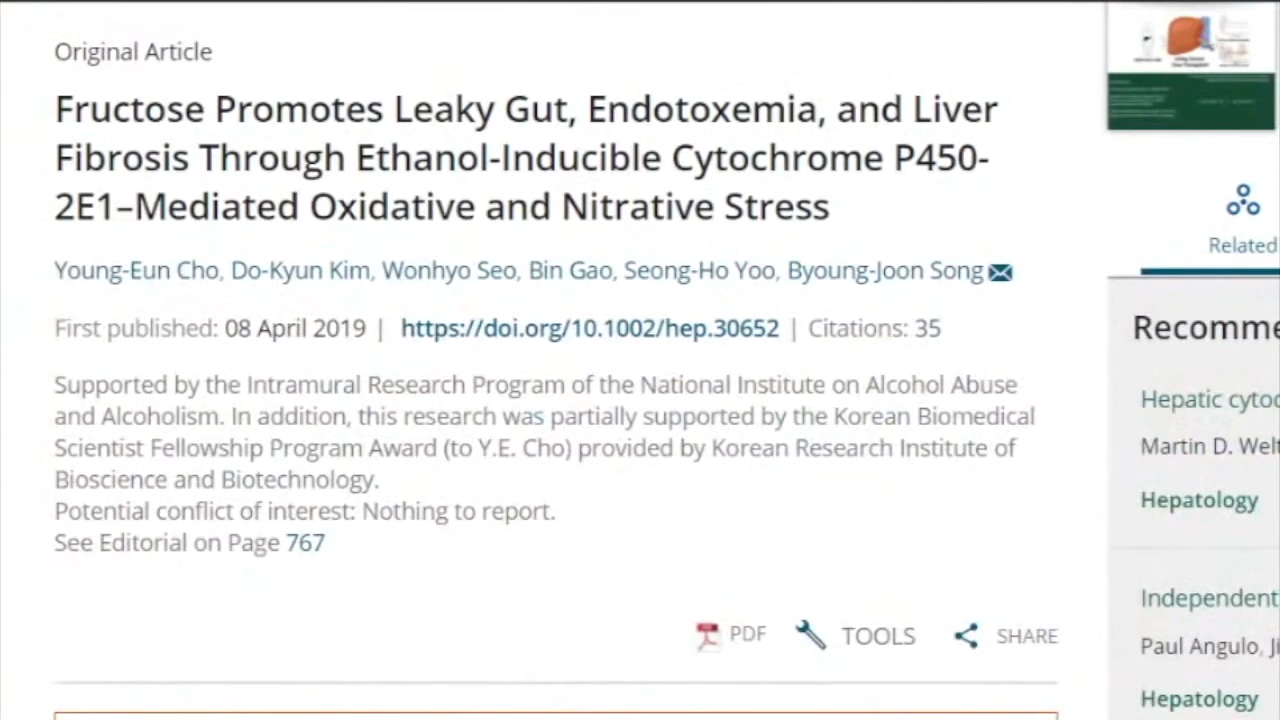 Original Article
Fructose Promotes Leaky Gut, Endotoxemia, and Liver
Fibrosis Through Ethanol-Inducible Cytochrome P450-
2E1–Mediated Oxidative and Nitrative Stress
Young-Eun Cho, Do-Kyun Kim, Wonhyo Seo, Bin Gao, Seong-Ho Yoo, Byoung-Joon Song
First published: 08 April 2019 | https://doi.org/10.1002/hep.30652 | Citations: 35
Supported by the Intramural Research Program of the National Institute on Alcohol Abuse
and Alcoholism. In addition, this research was partially supported by the Korean Biomedical
Scientist Fellowship Program Award (to Y.E. Cho) provided by Korean Research Institute of
Bioscience and Biotechnology.
Potential conflict of interest: Nothing to report.
See Editorial on Page 767
PDF TOOLS SHARE
Related
Recomme
Hepatic cytoc
Martin D. Welt
Hepatology
Independent
Paul Angulo, Ji
Hepatology